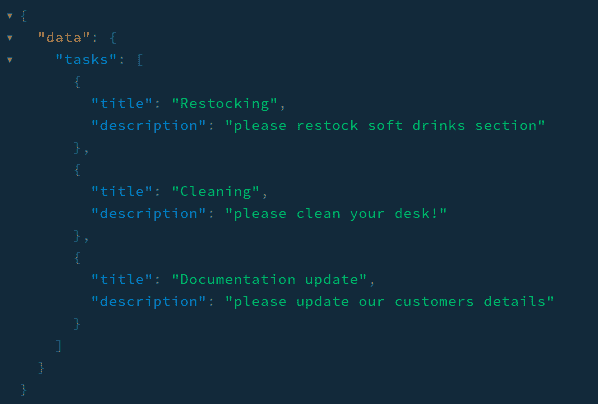 {
"data": {
"tasks": [
{
"title": "Restocking",
"description": "please restock soft drinks section"
},
{
"title": "Cleaning",
"description": "please clean your desk!"
},
{
"title": "Documentation update",
"description": "please update our customers details"
}
]
}
}